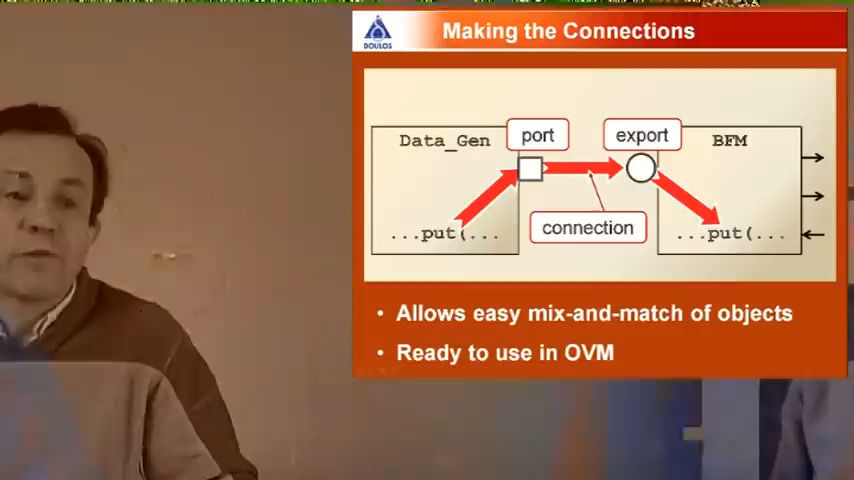 DOULOS
Making the Connections
port
export
Data_Gen
BFM
connection
...put(...
...put(...
• Allows easy mix-and-match of objects
• Ready to use in OVM